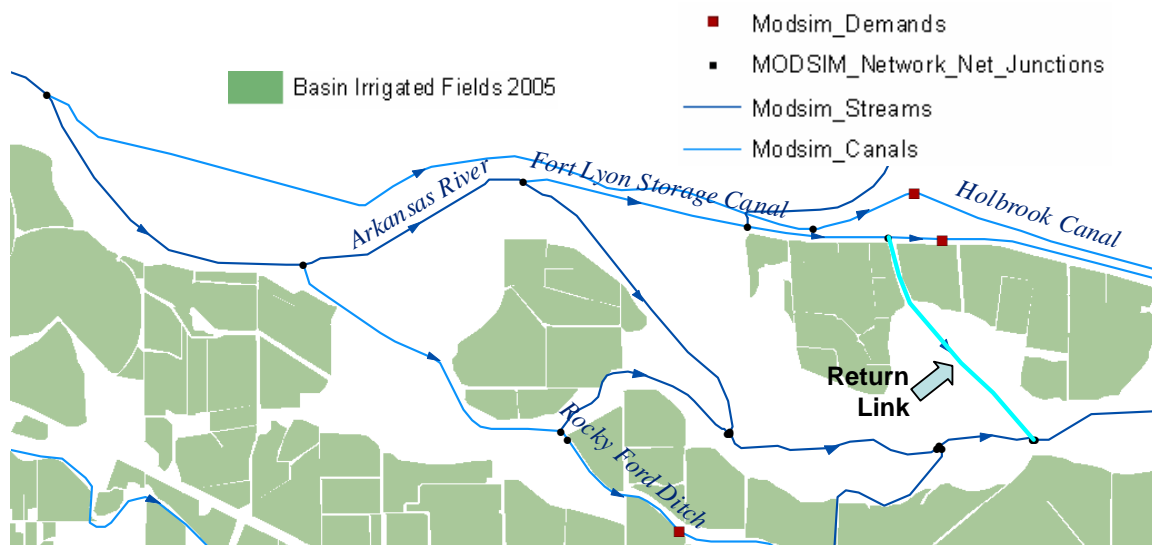 Modsim_Demands
MODSIM_Network_Net_Junctions
Modsim_Streams
Modsim_Canals
Basin Irrigated Fields 2005
Arkansas River
Fort Lyon Storage Canal
Holbrook Canal
Return
Link
Rocky Ford Ditch